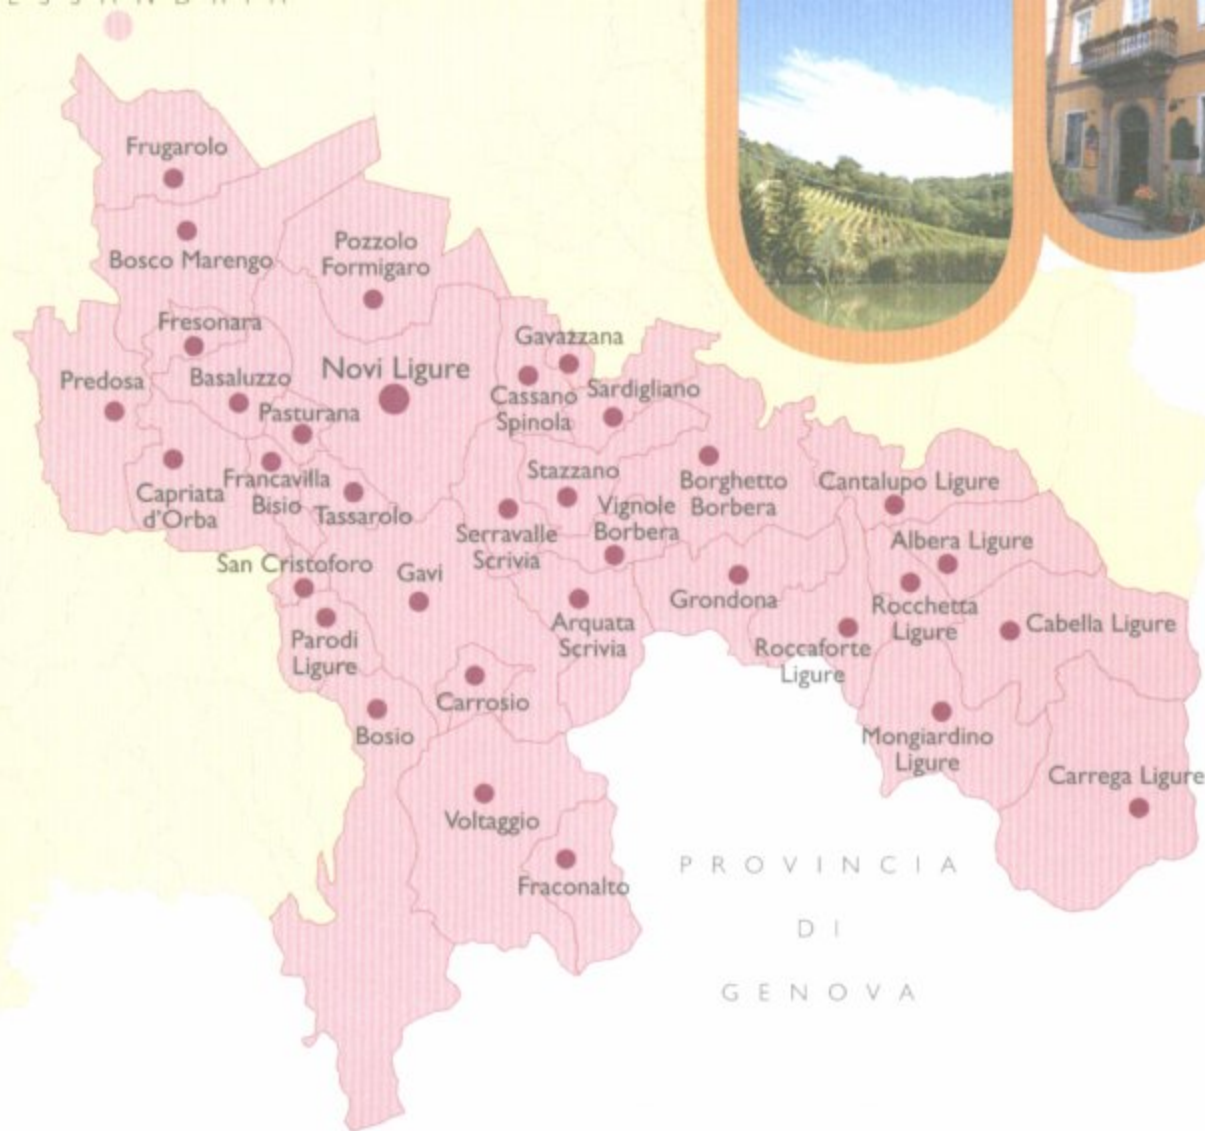 Frugarolo
Bosco Marengo
Pozzolo
Formigaro
Fresonara
Gavazzana
Predosa
Basaluzzo
Novi Ligure
Cassano
Spinola
Sardigliano
Pasturana
Capriata
d'Orba
Francavilla
Bisio
Tassarolo
Stazzano
Serravalle
Scrivia
Vignole
Borbera
Borghetto
Borbera
Cantalupo Ligure
Albera Ligure
San Cristoforo
Gavi
Parodi
Ligure
Arquata
Scrivia
Grondona
Rocchetta
Ligure
Cabella Ligure
Roccaforte
Ligure
Carrosio
Bosio
Mongiardino
Ligure
Carrega Ligure
Voltaggio
Fraconalto
PROVINCIA
DI
GENOVA